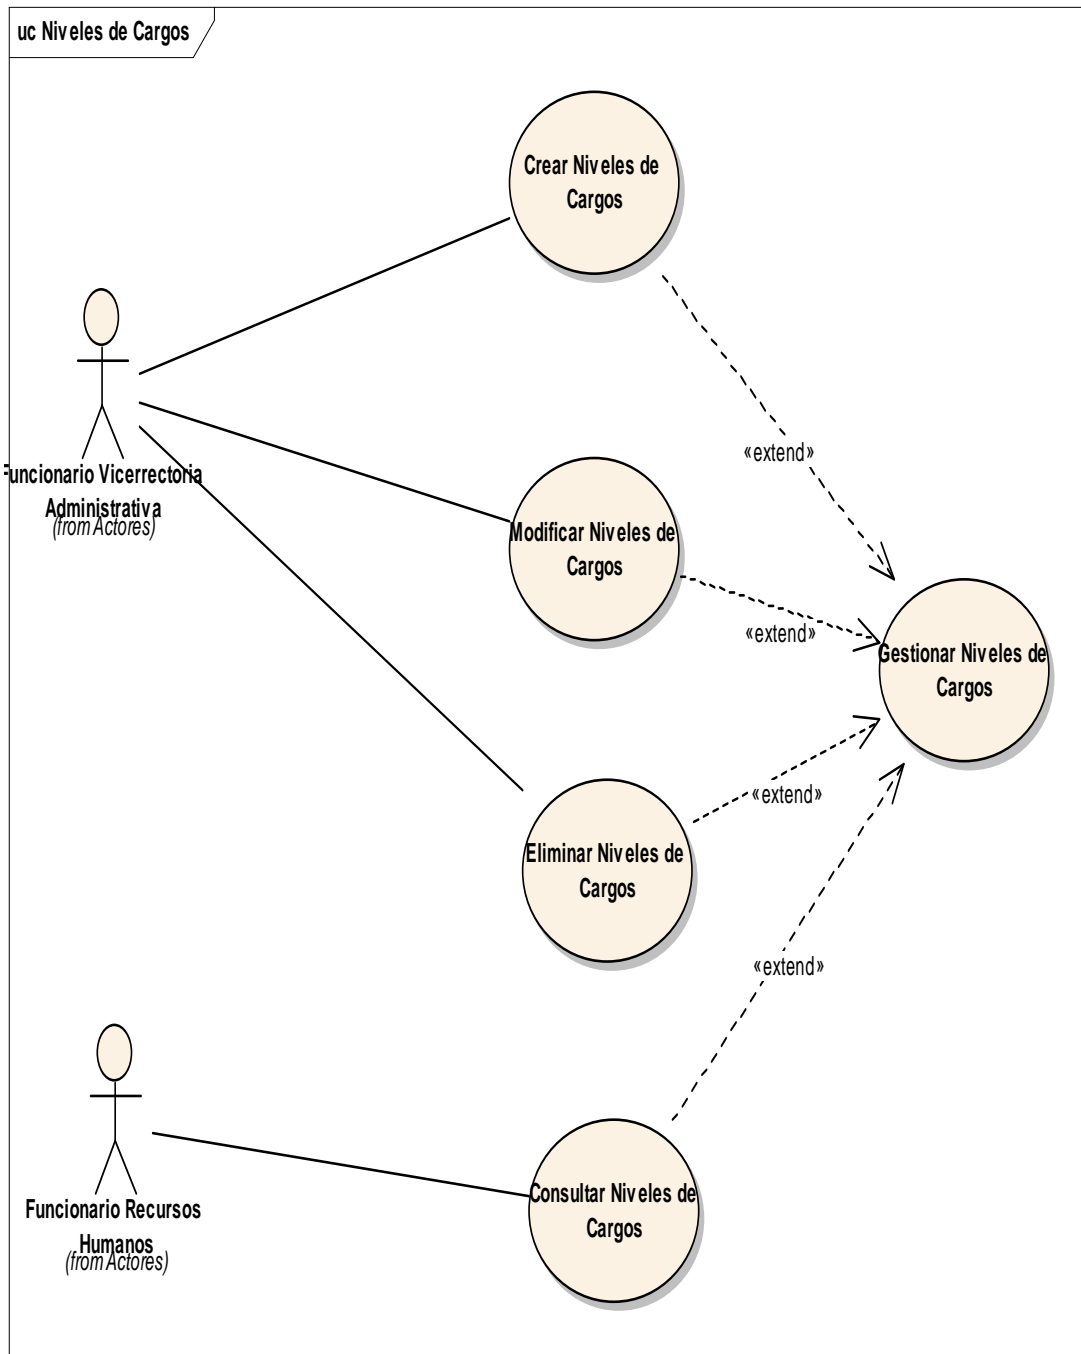 uc Niveles de Cargos
Crear Niveles de
Cargos
«extend»
Funcionario Vicerrectoria
Administrativa
(from Actores)
Modificar Niveles de
Cargos
«extend»
Gestionar Niveles de
Cargos
«extend»
Eliminar Niveles de
Cargos
«extend»
Funcionario Recursos
Humanos
(from Actores)
Consultar Niveles de
Cargos